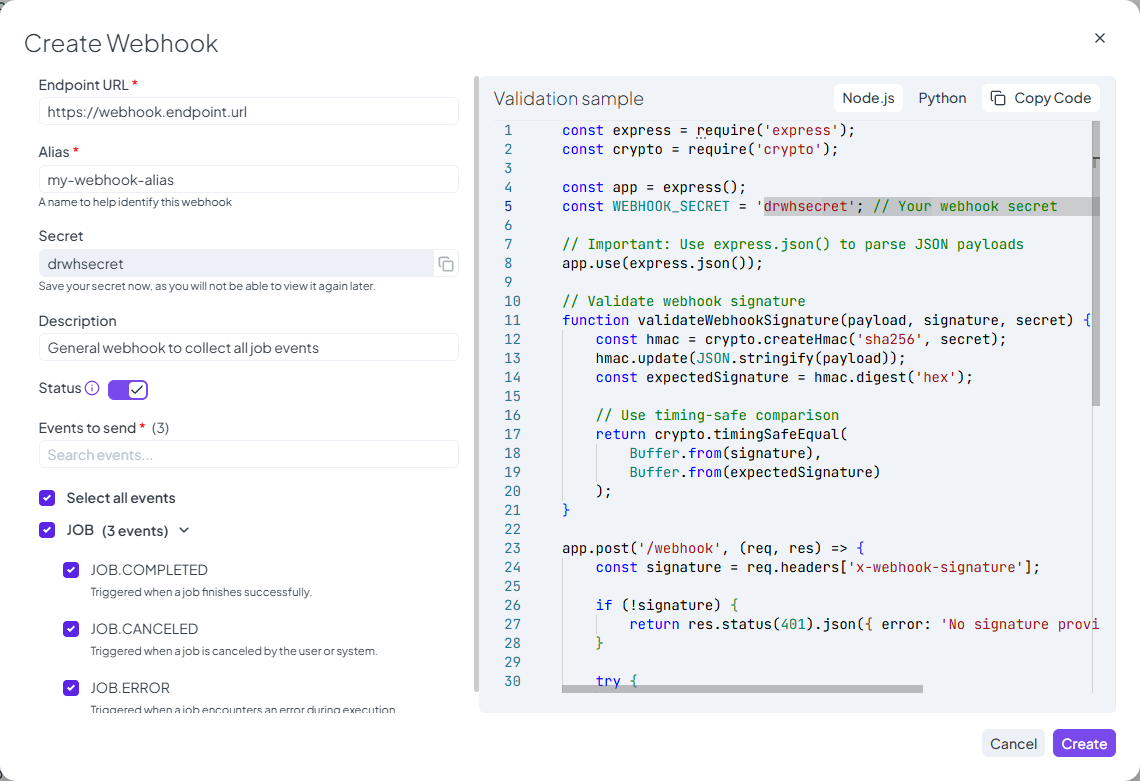 Create Webhook
Endpoint URL *
https://webhook.endpoint.url
Alias *
my-webhook-alias
A name to help identify this webhook
Secret
drwhsecret
Save your secret now, as you will not be able to view it again later.
Description
General webhook to collect all job events
Status
Events to send * (3)
Search events...
Select all events
JOB (3 events)
JOB.COMPLETED
Triggered when a job finishes successfully.
JOB.CANCELED
Triggered when a job is canceled by the user or system.
JOB.ERROR
Triggered when a job encounters an error during execution
Validation sample
Node.js Python Copy Code
1 const express = require('express');
2 const crypto = require('crypto');
3
4 const app = express();
5 const WEBHOOK_SECRET = 'drwhsecret'; // Your webhook secret
6
7 // Important: Use express.json() to parse JSON payloads
8 app.use(express.json());
9
10 // Validate webhook signature
11 function validateWebhookSignature(payload, signature, secret) {
12 const hmac = crypto.createHmac('sha256', secret);
13 hmac.update(JSON.stringify(payload));
14 const expectedSignature = hmac.digest('hex');
15
16 // Use timing-safe comparison
17 return crypto.timingSafeEqual(
18 Buffer.from(signature),
19 Buffer.from(expectedSignature)
20 );
21 }
22
23 app.post('/webhook', (req, res) => {
24 const signature = req.headers['x-webhook-signature'];
25
26 if (!signature) {
27 return res.status(401).json({ error: 'No signature provi
28 }
29
30 try {
Cancel Create